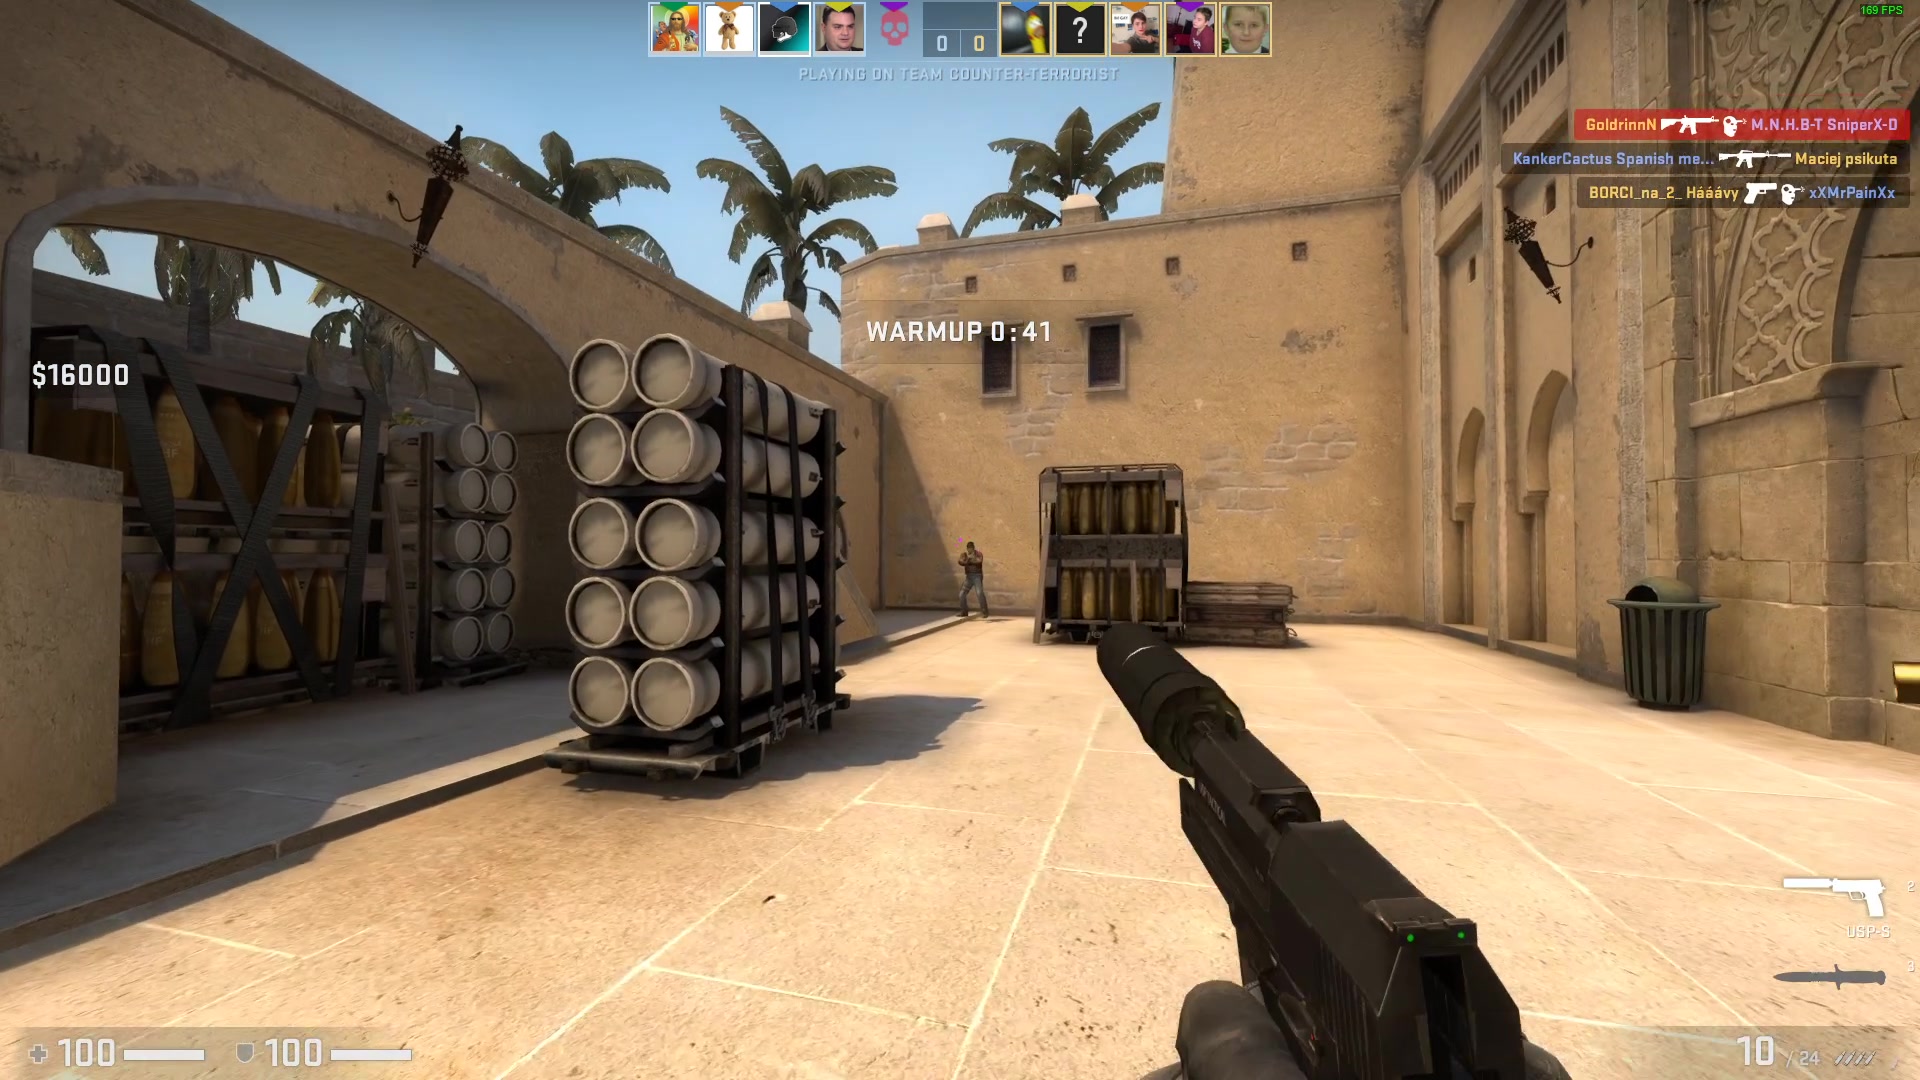 169 FPS
0 0
?
PLAYING ON TEAM COUNTER-TERRORIST
GoldrinnN M.N.H.B-T SniperX-D
KankerCactus Spanish me... Maciej psikuta
BORCI_na_2_ Hááávy xXMrPainXx
WARMUP 0:41
$16000
2
USP-S
3
100 100
10 / 24